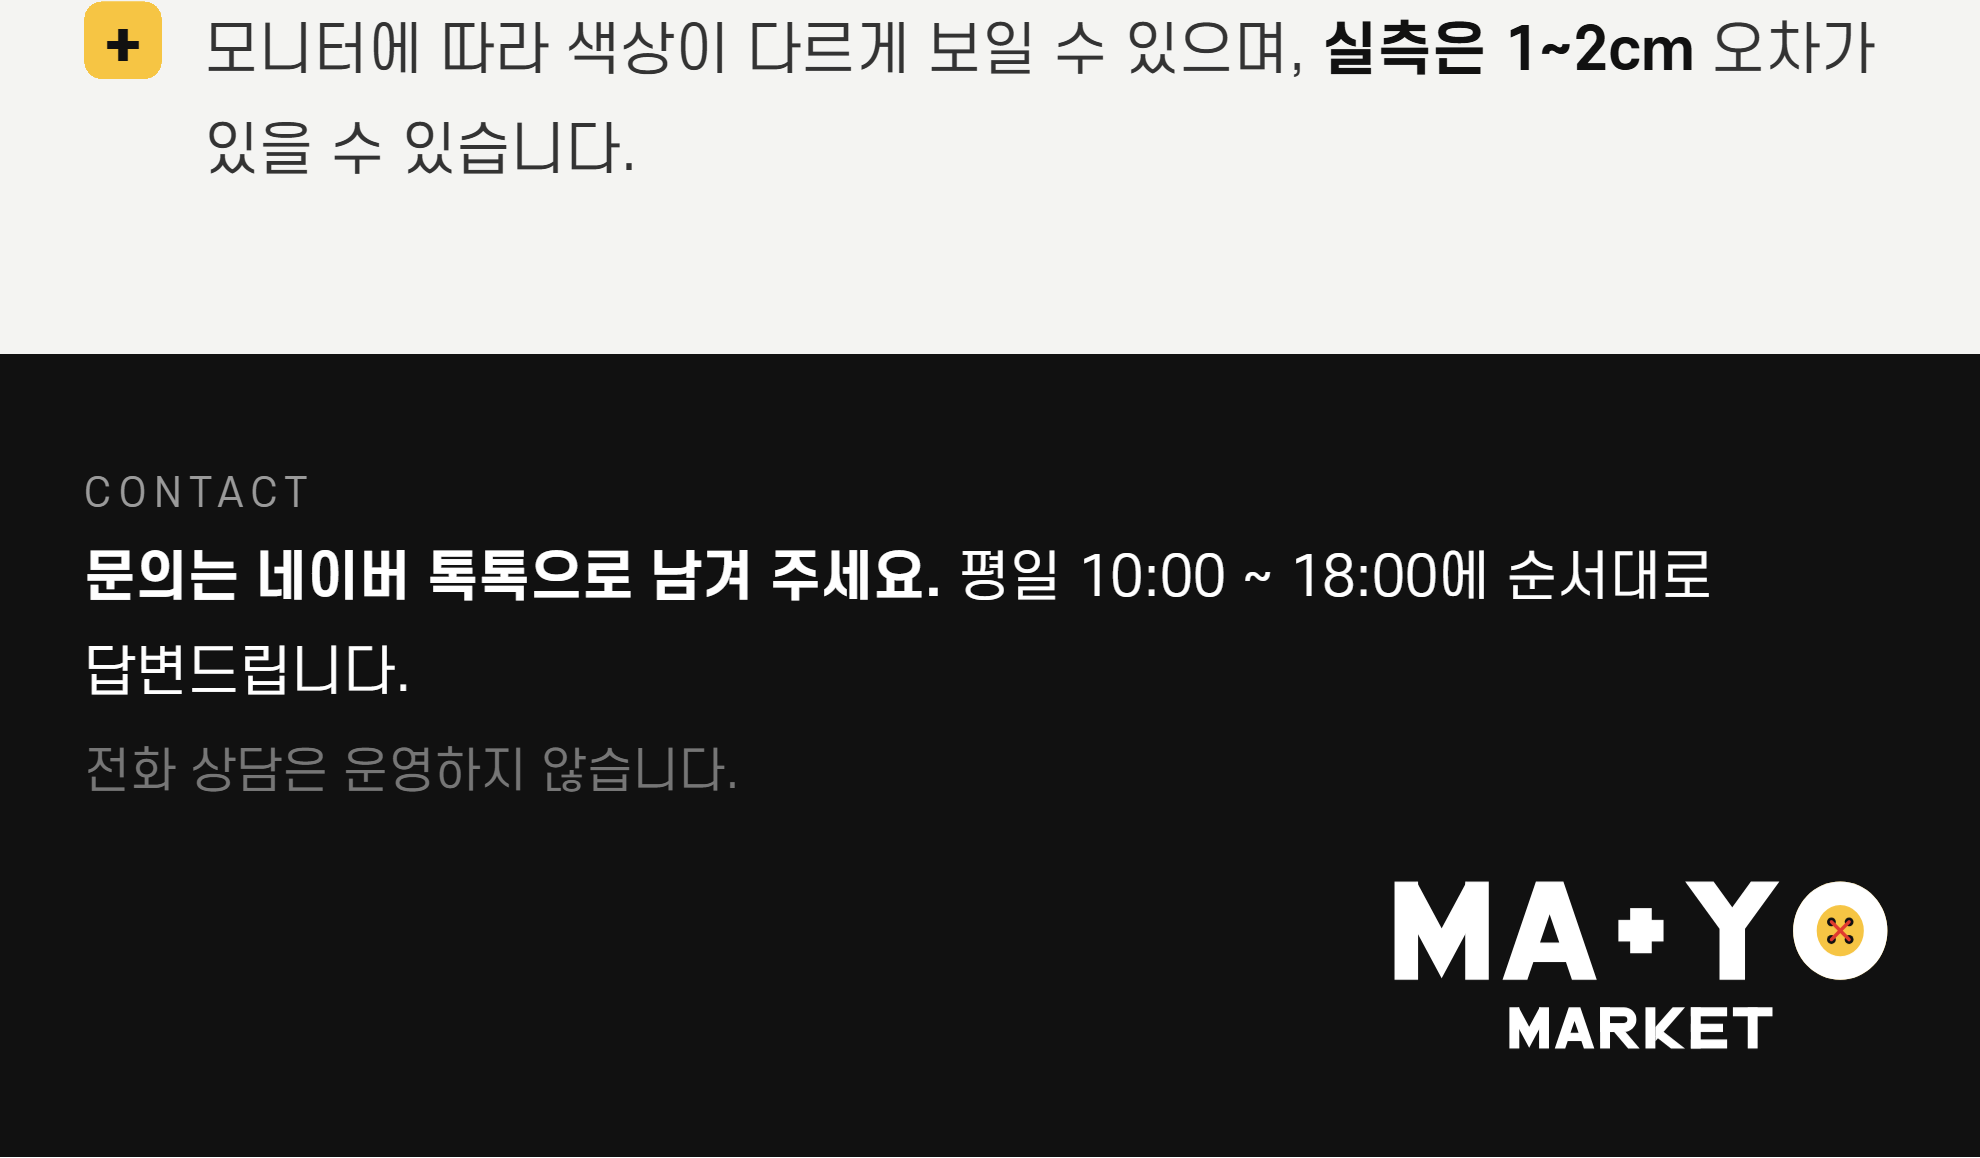 + 모니터에 따라 색상이 다르게 보일 수 있으며, 실측은 1~2cm 오차가
있을 수 있습니다.
CONTACT
문의는 네이버 톡톡으로 남겨 주세요. 평일 10:00 ~ 18:00에 순서대로
답변드립니다.
전화 상담은 운영하지 않습니다.
MA+YO
MARKET